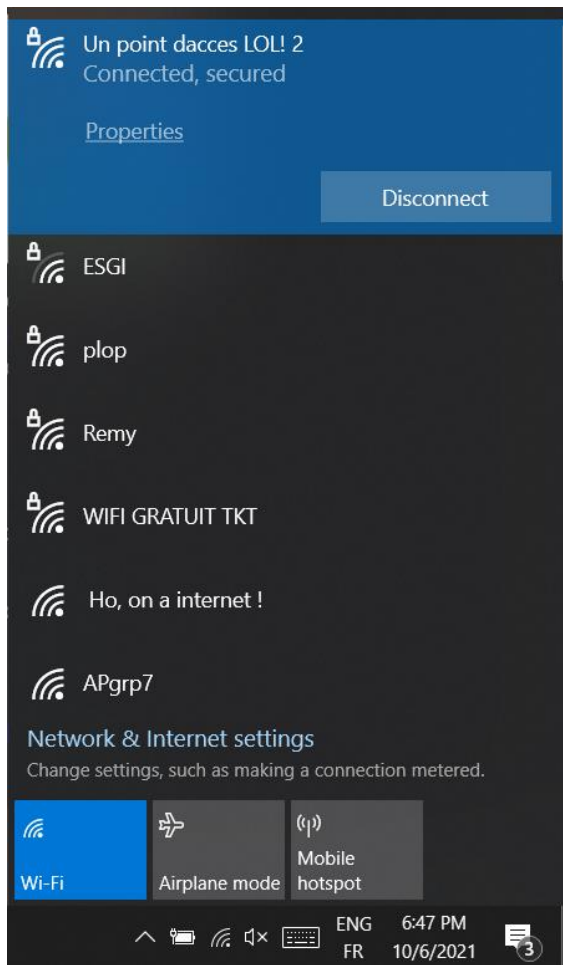 Un point dacces LOL! 2
Connected, secured
Properties
Disconnect
ESGI
plop
Remy
WIFI GRATUIT TKT
Ho, on a internet !
APgrp7
Network & Internet settings
Change settings, such as making a connection metered.
Wi-Fi
Airplane mode
Mobile
hotspot
ENG
FR
6:47 PM
10/6/2021
3